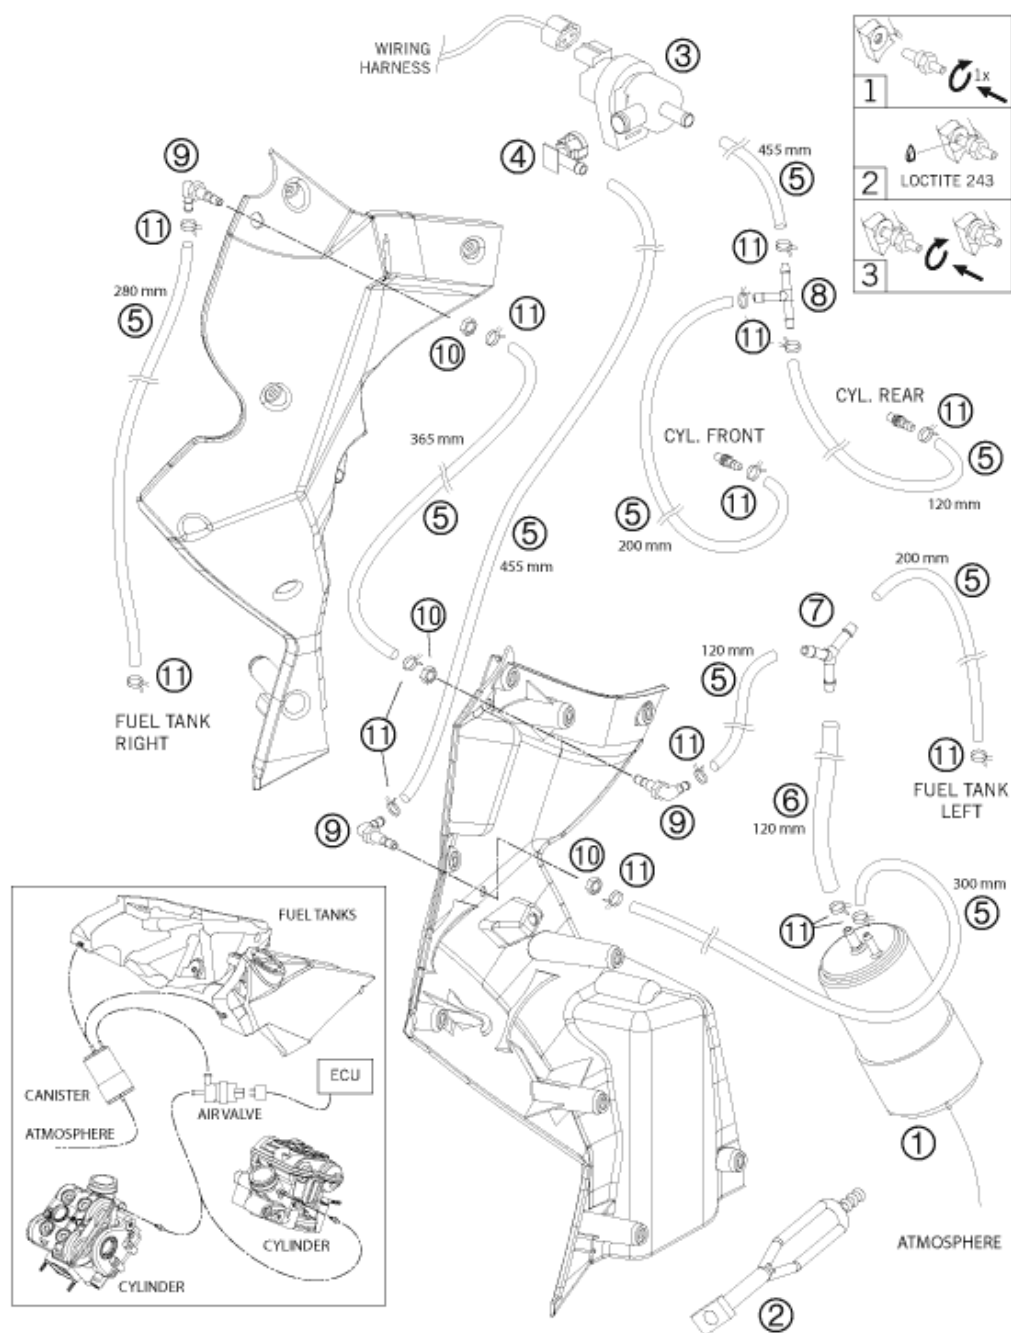 WIRING
HARNESS
3
1
1x
2
LOCTITE 243
3
9
4
455 mm
5
11
11
8
11
280 mm
5
11
10
CYL. REAR
11
5
120 mm
CYL. FRONT
11
365 mm
5
5
455 mm
5
200 mm
200 mm
5
7
10
120 mm
5
11
FUEL TANK
RIGHT
11
11
9
11
FUEL TANK
LEFT
6
120 mm
9
10
11
300 mm
5
11
FUEL TANKS
ECU
CANISTER
AIR VALVE
ATMOSPHERE
CYLINDER
CYLINDER
1
ATMOSPHERE
2